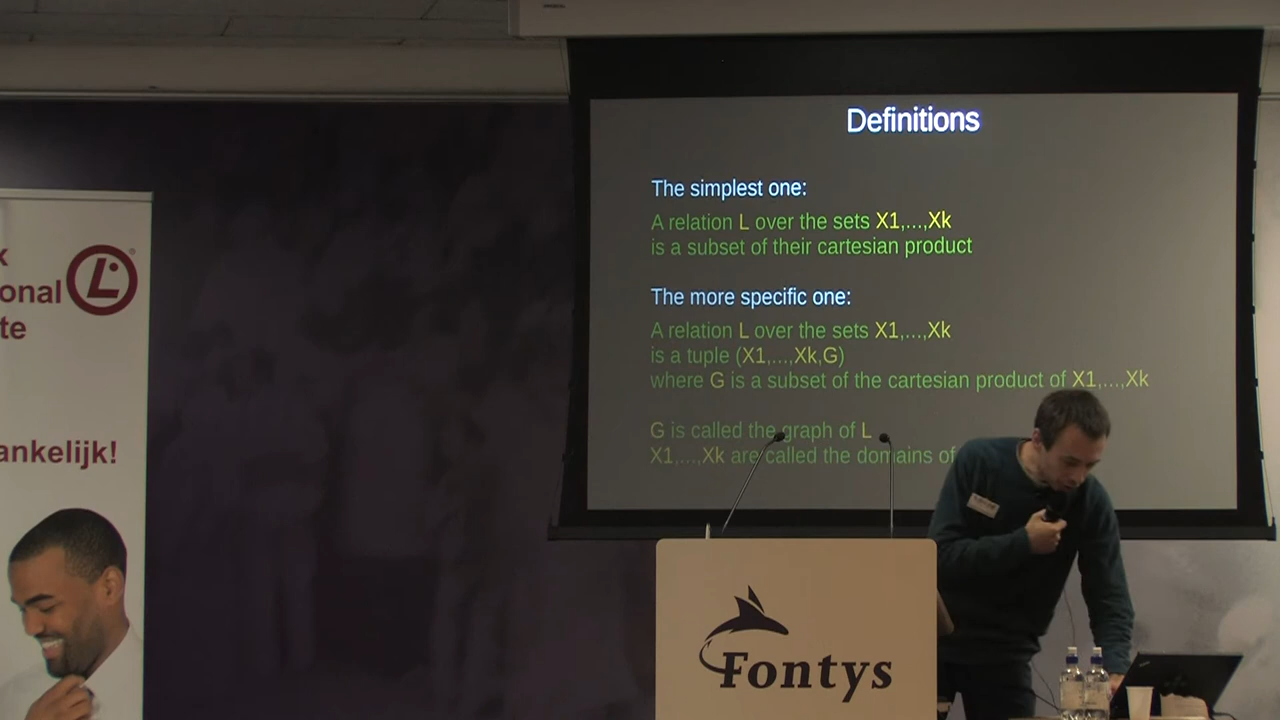 Definitions
The simplest one:
A relation L over the sets X1,...,Xk
is a subset of their cartesian product
The more specific one:
A relation L over the sets X1,...,Xk
is a tuple (X1,...,Xk,G)
where G is a subset of the cartesian product of X1,...,Xk
G is called the graph of L
X1,...,Xk are called the domains of
k
onal
te
ankelijk!
L
Fontys